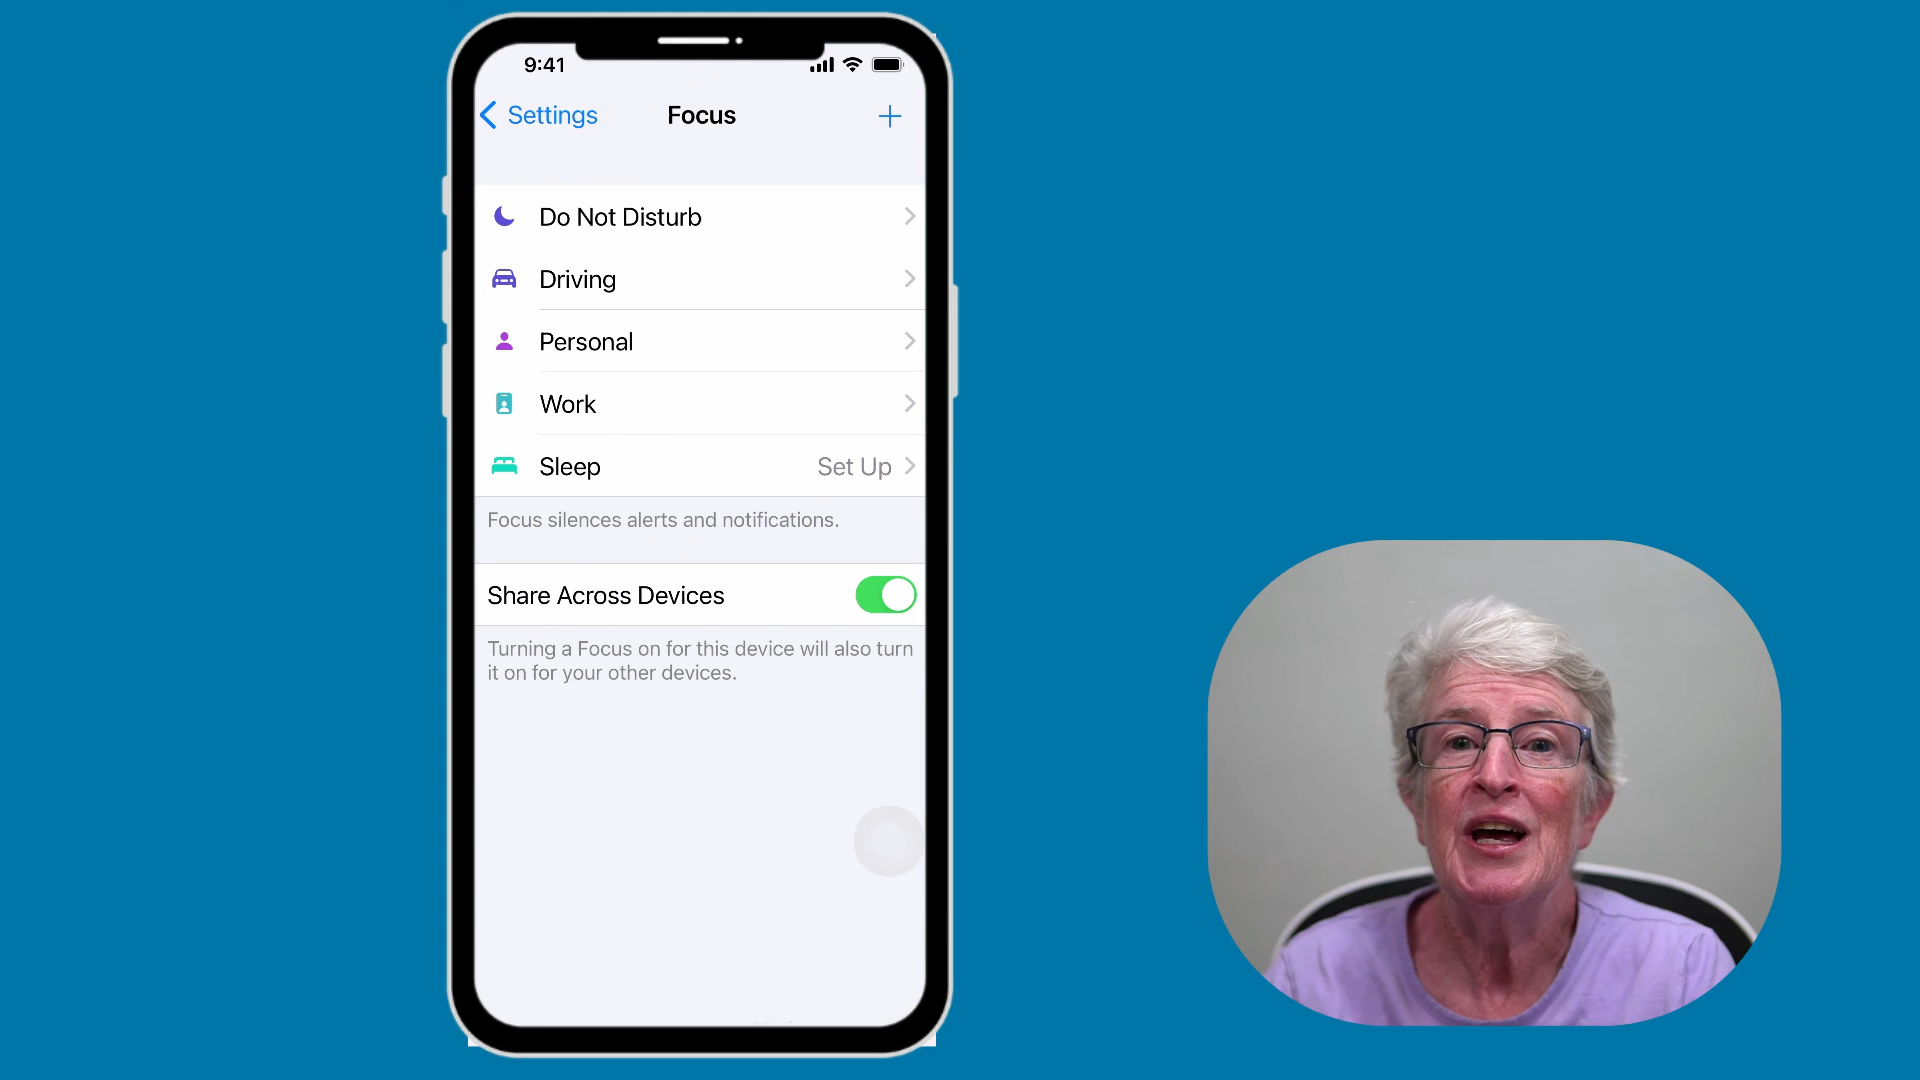 9:41
Settings
Focus
Do Not Disturb
Driving
Personal
Work
Sleep
Set Up
Focus silences alerts and notifications.
Share Across Devices
Turning a Focus on for this device will also turn
it on for your other devices.